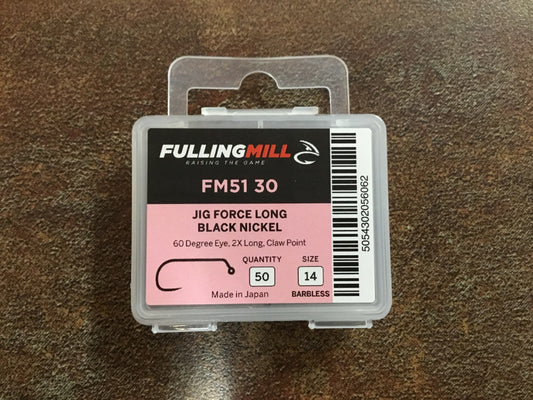 FULLINGMILL
RAISING THE GAME
FM51 30
JIG FORCE LONG
BLACK NICKEL
60 Degree Eye, 2X Long, Claw Point
QUANTITY SIZE
50 14
Made in Japan BARBLESS
5054302056062